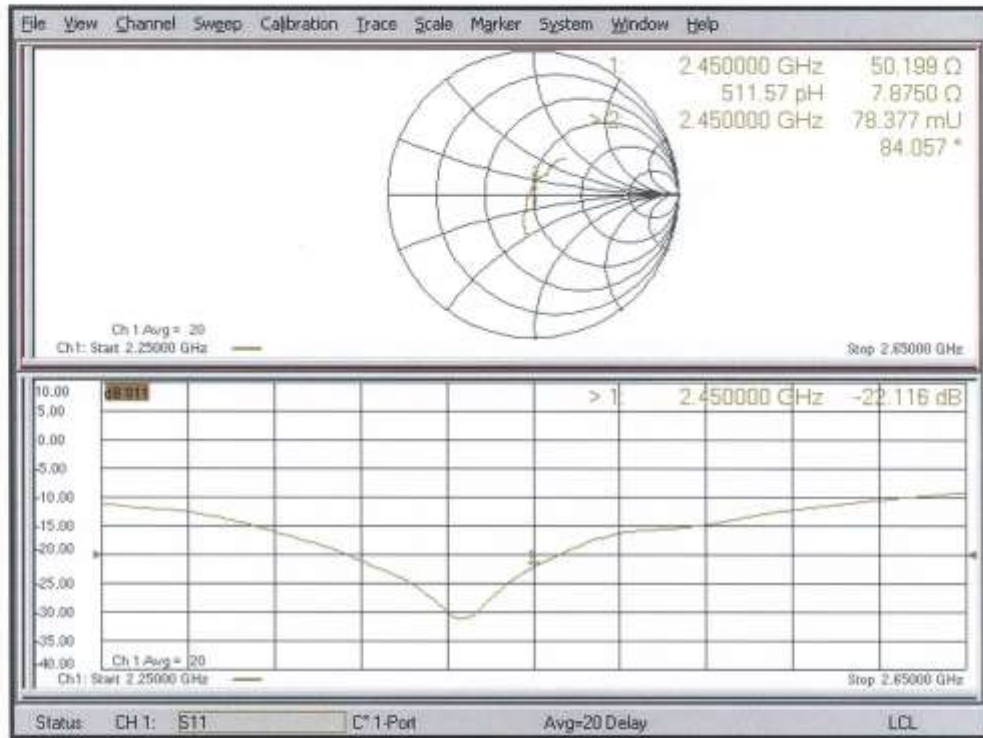 File View Channel Sweep Calibration Trace Scale Marker System Window Help
1: 2.450000 GHz 50.199 Ω
511.57 pH 7.8750 Ω
> 2: 2.450000 GHz 78.377 mU
84.057 °
Ch 1 Avg = 20
Ch1: Start 2.25000 GHz
Stop 2.65000 GHz
10.00 dB S11
> 1: 2.450000 GHz -22.116 dB
5.00
0.00
-5.00
-10.00
-15.00
-20.00
-25.00
-30.00
-35.00
-40.00
Ch 1 Avg = 20
Ch1: Start 2.25000 GHz
Stop 2.65000 GHz
Status CH 1: S11 C* 1-Port Avg=20 Delay LCL